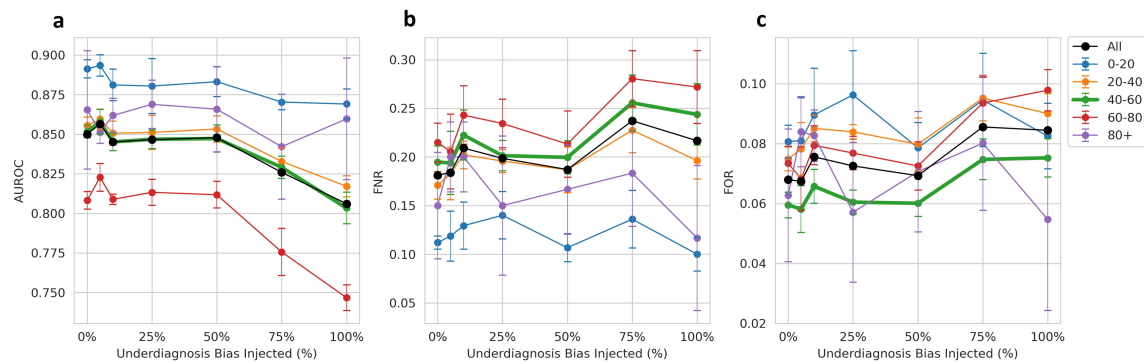 a
b
c
0.900
0.875
0.850
0.825
0.800
0.775
0.750
AUROC
0% 25% 50% 75% 100%
Underdiagnosis Bias Injected (%)
0.30
0.25
0.20
0.15
0.10
0.05
FNR
0% 25% 50% 75% 100%
Underdiagnosis Bias Injected (%)
0.10
0.08
0.06
0.04
0.02
FOR
0% 25% 50% 75% 100%
Underdiagnosis Bias Injected (%)
All
0-20
20-40
40-60
60-80
80+